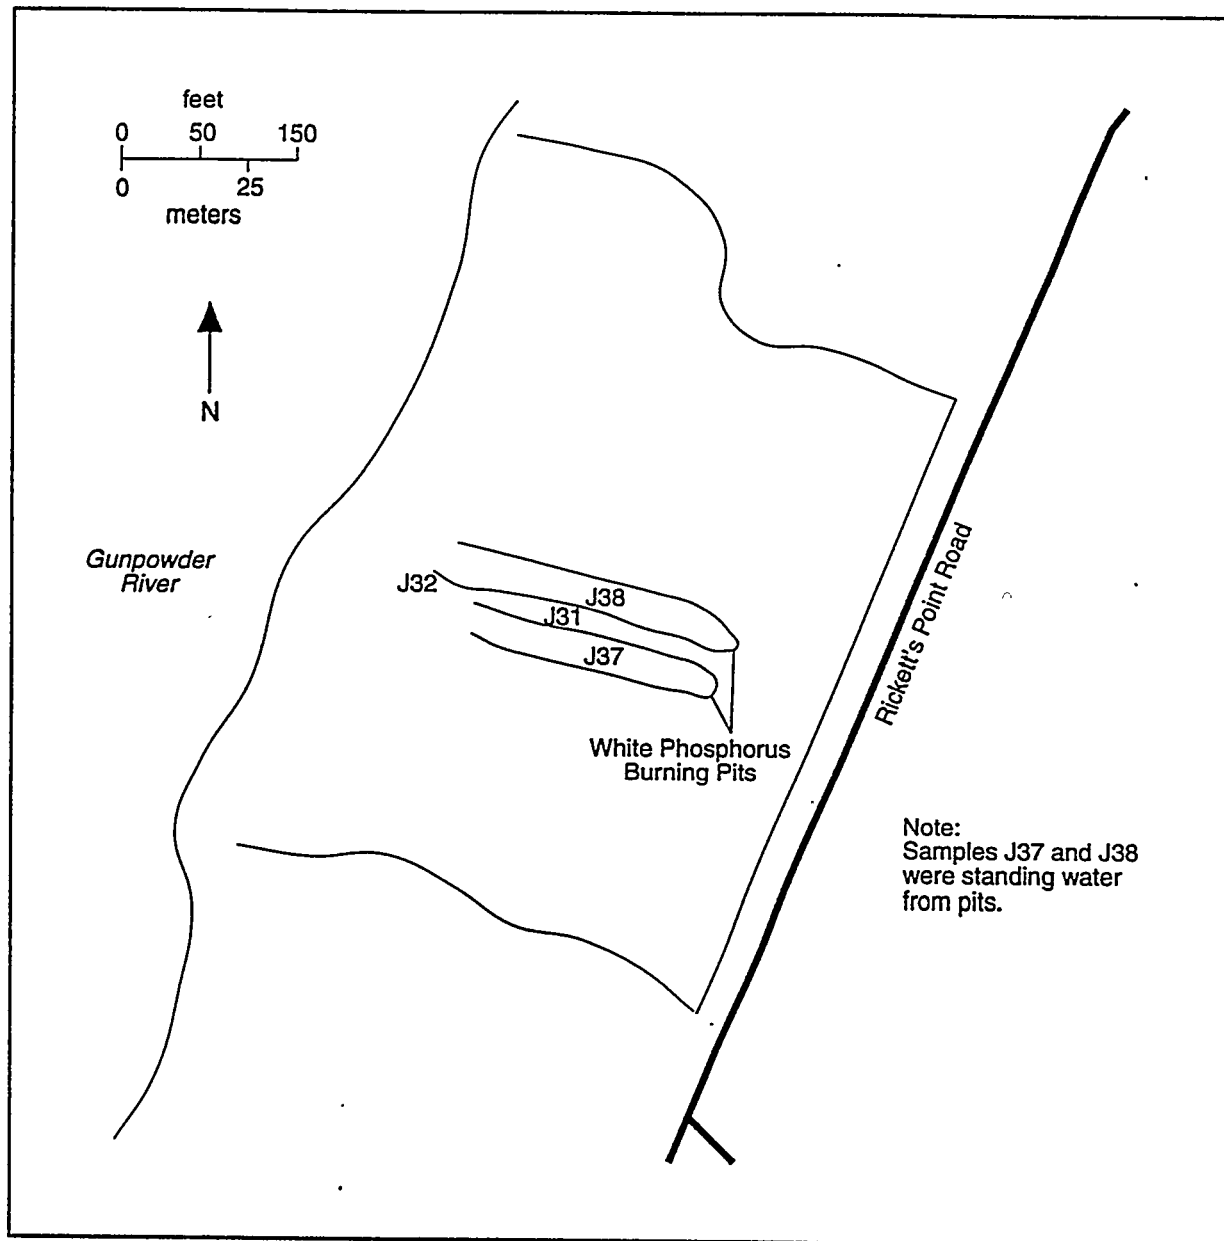 feet
0 50 150
0 25
meters
N
Gunpowder
River
J32
J38
J31
J37
White Phosphorus
Burning Pits
Rickett's Point Road
Note:
Samples J37 and J38
were standing water
from pits.